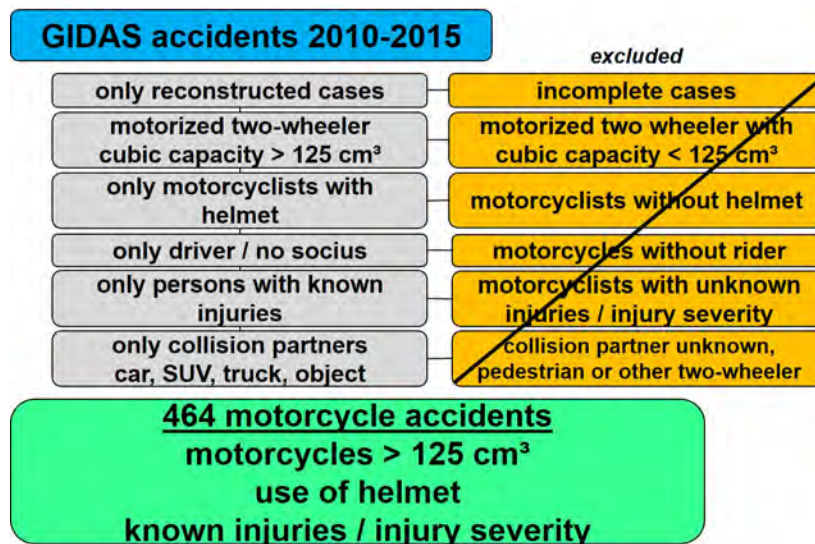 GIDAS accidents 2010-2015
excluded
only reconstructed cases
incomplete cases
motorized two-wheeler
cubic capacity > 125 cm³
motorized two wheeler with
cubic capacity < 125 cm³
only motorcyclists with
helmet
motorcyclists without helmet
only driver / no socius
motorcycles without rider
only persons with known
injuries
motorcyclists with unknown
injuries / injury severity
only collision partners
car, SUV, truck, object
collision partner unknown,
pedestrian or other two-wheeler
464 motorcycle accidents
motorcycles > 125 cm³
use of helmet
known injuries / injury severity